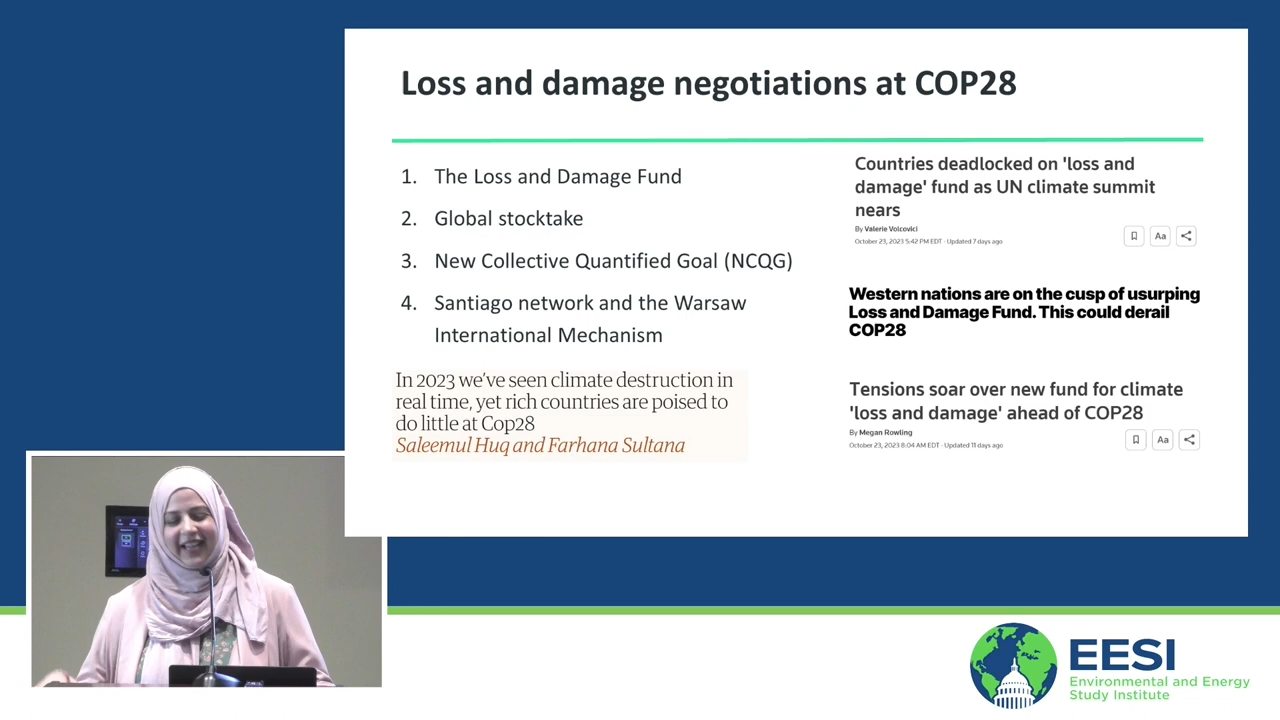 Loss and damage negotiations at COP28
1. The Loss and Damage Fund
2. Global stocktake
3. New Collective Quantified Goal (NCQG)
4. Santiago network and the Warsaw
International Mechanism
In 2023 we've seen climate destruction in
real time, yet rich countries are poised to
do little at Cop28
Saleemul Huq and Farhana Sultana
Countries deadlocked on 'loss and
damage' fund as UN climate summit
nears
By Valerie Volcovici
October 23, 2023 5:42 PM EDT · Updated 7 days ago
Aa
Western nations are on the cusp of usurping
Loss and Damage Fund. This could derail
COP28
Tensions soar over new fund for climate
'loss and damage' ahead of COP28
By Megan Rowling
October 23, 2023 8:04 AM EDT · Updated 11 days ago
Aa
EESI
Environmental and Energy
Study Institute